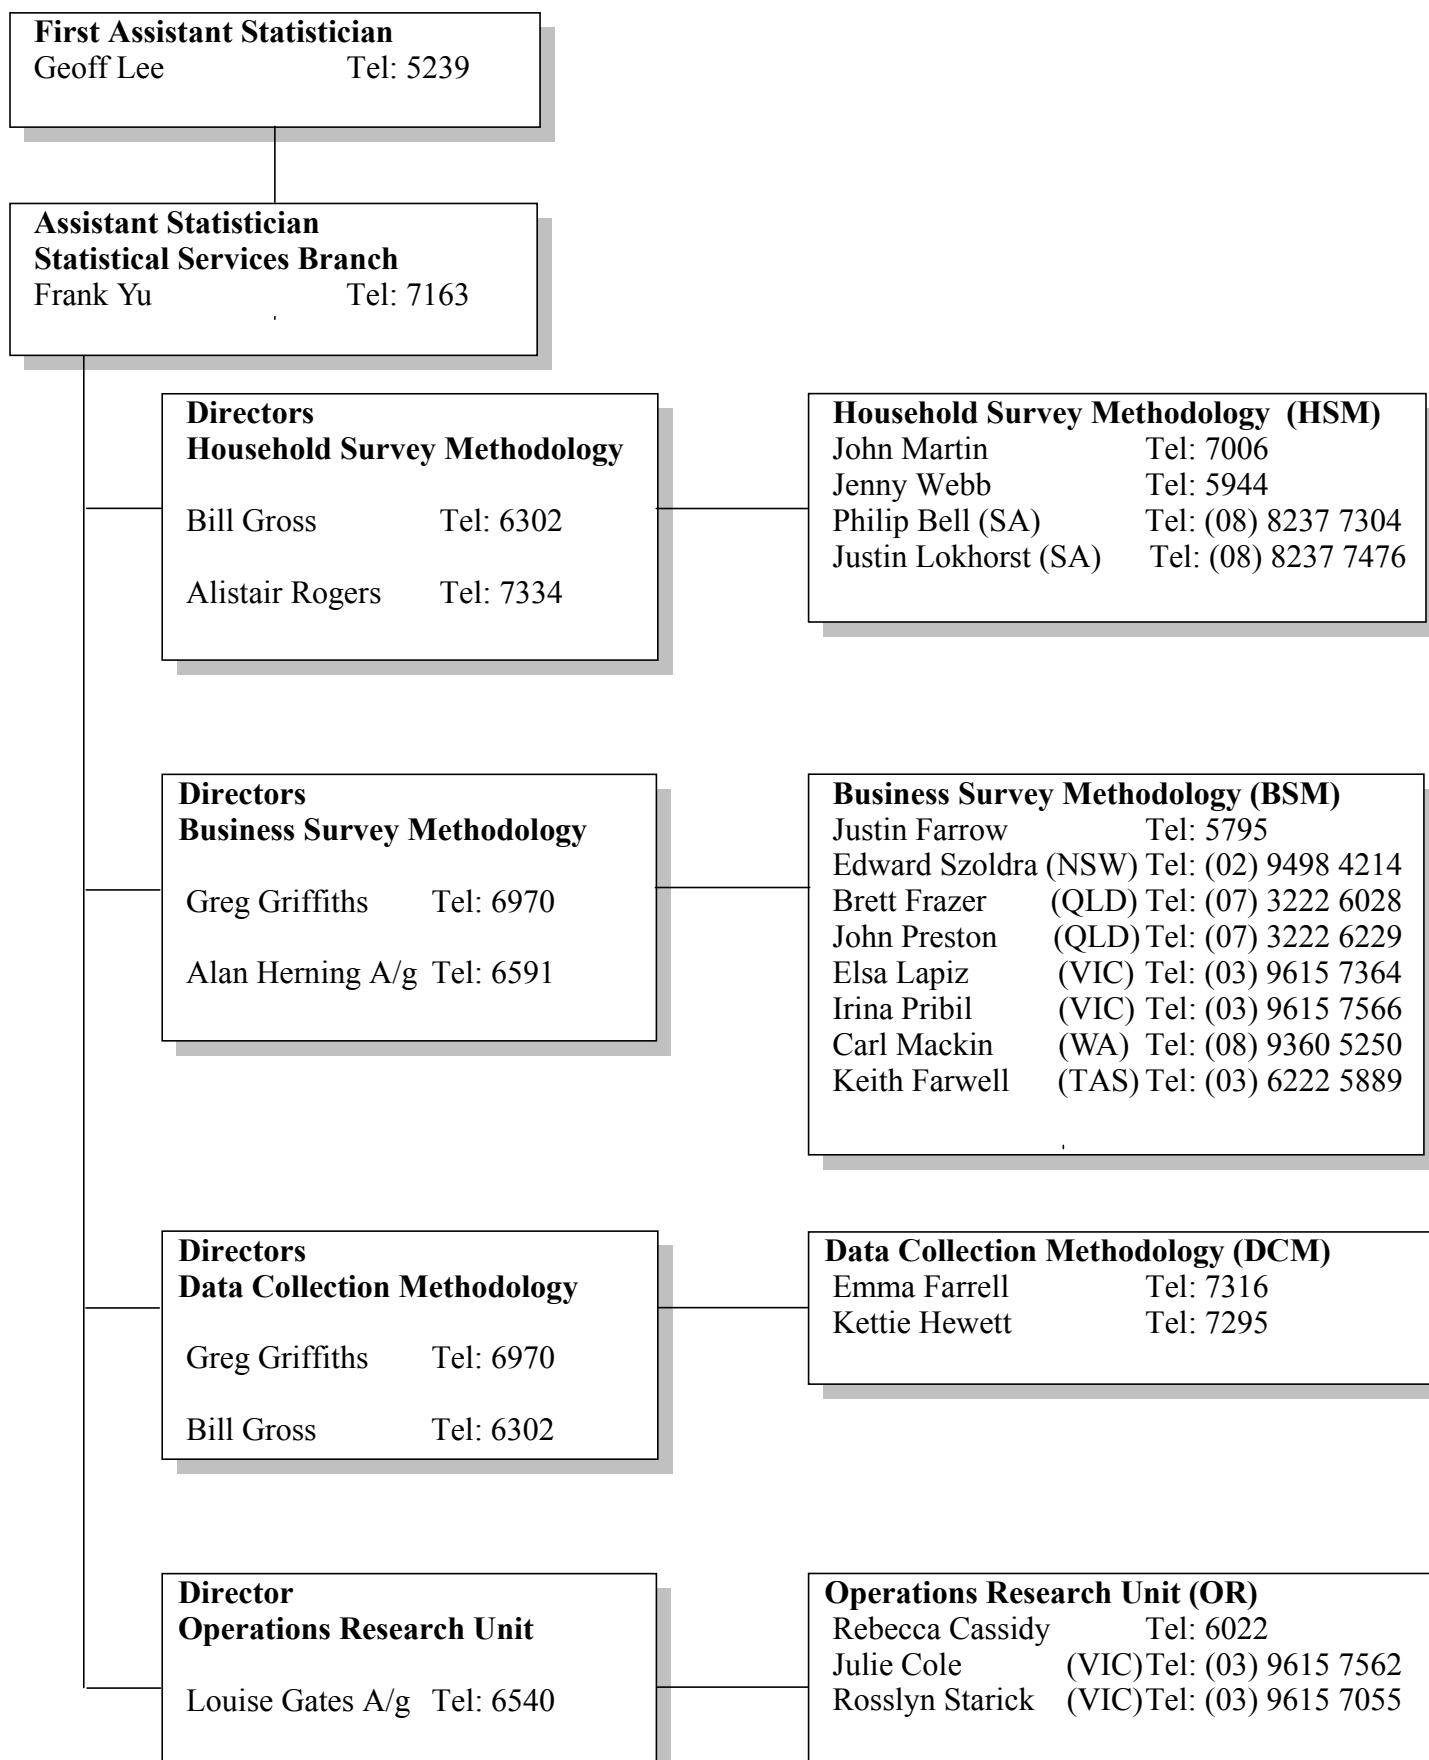 First Assistant Statistician
Geoff Lee Tel: 5239
Assistant Statistician
Statistical Services Branch
Frank Yu Tel: 7163
Directors
Household Survey Methodology
Bill Gross Tel: 6302
Alistair Rogers Tel: 7334
Household Survey Methodology (HSM)
John Martin Tel: 7006
Jenny Webb Tel: 5944
Philip Bell (SA) Tel: (08) 8237 7304
Justin Lokhorst (SA) Tel: (08) 8237 7476
Directors
Business Survey Methodology
Greg Griffiths Tel: 6970
Alan Herning A/g Tel: 6591
Business Survey Methodology (BSM)
Justin Farrow Tel: 5795
Edward Szoldra (NSW) Tel: (02) 9498 4214
Brett Frazer (QLD) Tel: (07) 3222 6028
John Preston (QLD) Tel: (07) 3222 6229
Elsa Lapiz (VIC) Tel: (03) 9615 7364
Irina Pribil (VIC) Tel: (03) 9615 7566
Carl Mackin (WA) Tel: (08) 9360 5250
Keith Farwell (TAS) Tel: (03) 6222 5889
Directors
Data Collection Methodology
Greg Griffiths Tel: 6970
Bill Gross Tel: 6302
Data Collection Methodology (DCM)
Emma Farrell Tel: 7316
Kettie Hewett Tel: 7295
Director
Operations Research Unit
Louise Gates A/g Tel: 6540
Operations Research Unit (OR)
Rebecca Cassidy Tel: 6022
Julie Cole (VIC) Tel: (03) 9615 7562
Rosslyn Starick (VIC) Tel: (03) 9615 7055